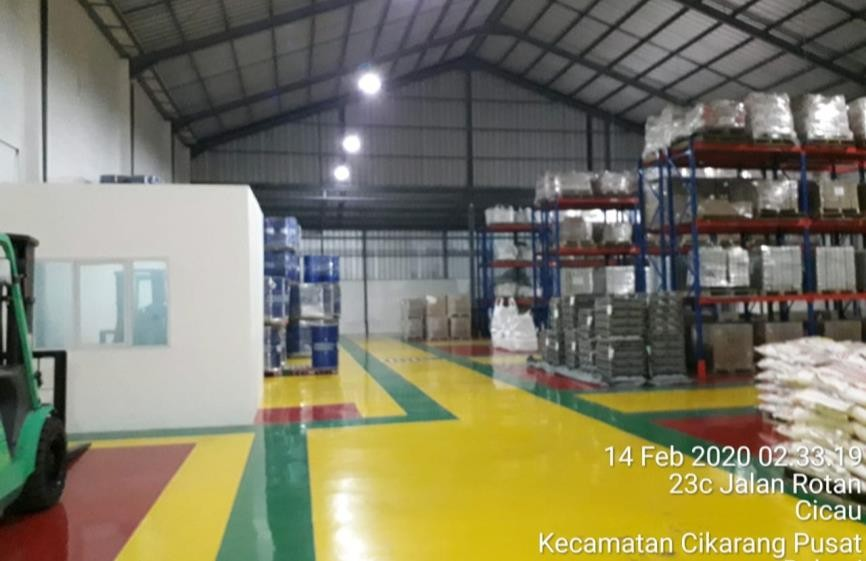 14 Feb 2020 02.33.19
23c Jalan Rotan
Cicau
Kecamatan Cikarang Pusat